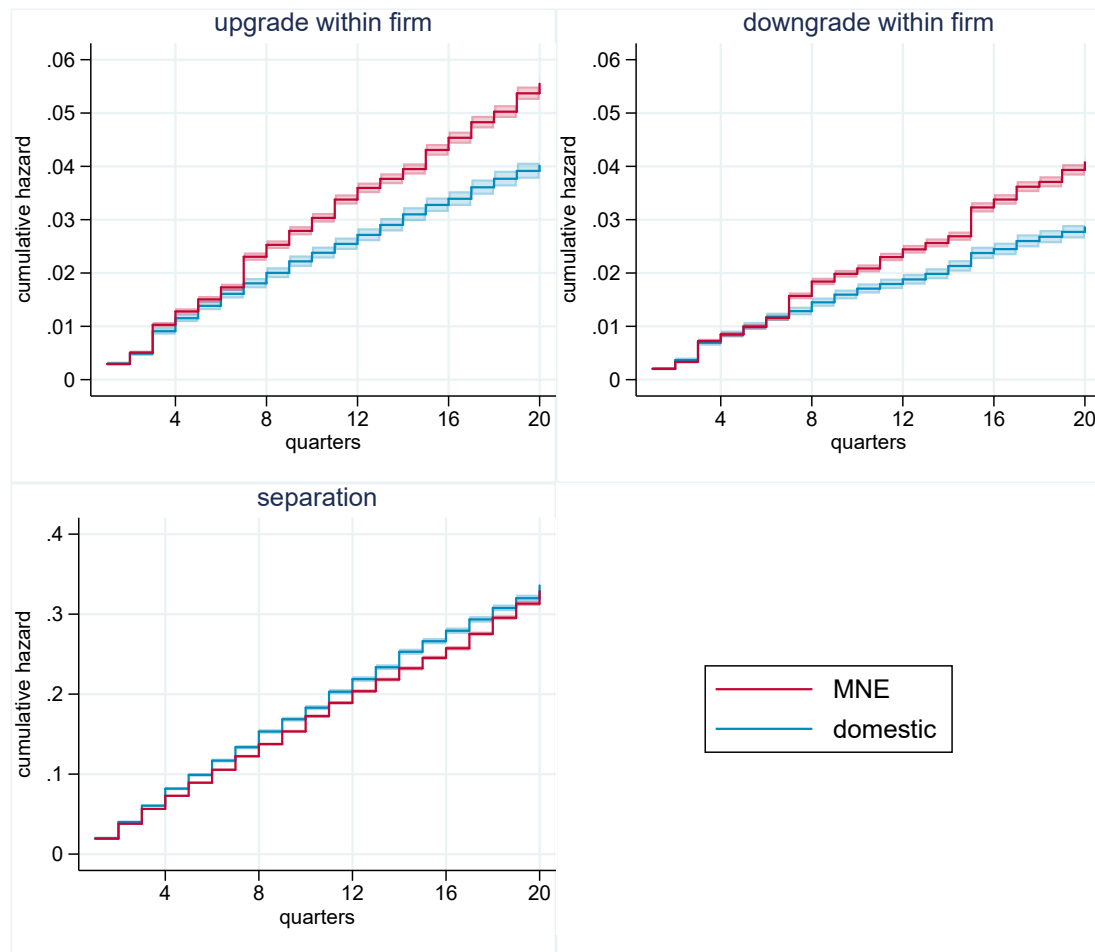 upgrade within firm
cumulative hazard
.06
.05
.04
.03
.02
.01
0
4 8 12 16 20
quarters
downgrade within firm
cumulative hazard
.06
.05
.04
.03
.02
.01
0
4 8 12 16 20
quarters
separation
cumulative hazard
.4
.3
.2
.1
0
4 8 12 16 20
quarters
MNE
domestic